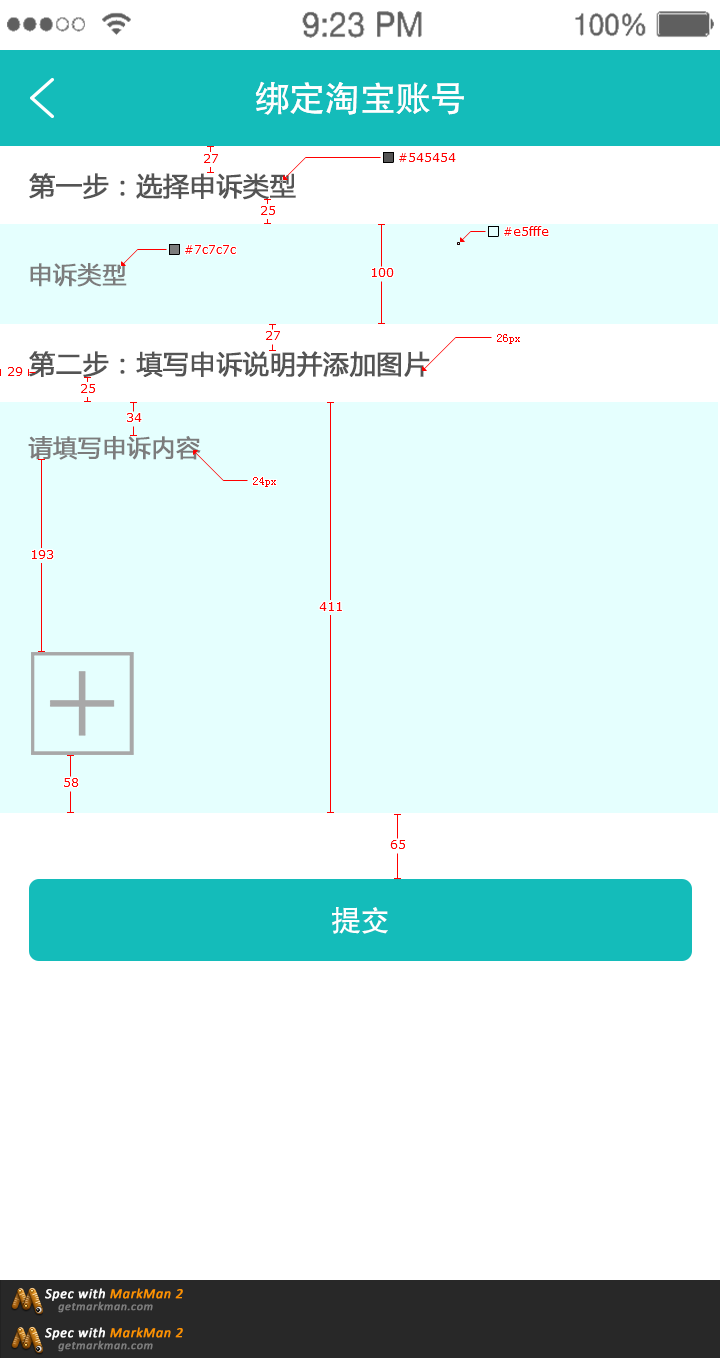 9:23 PM 100%
绑定淘宝账号
27 #545454
第一步：选择申诉类型
25
#e5fffe
#7c7c7c
申诉类型 100
27
26px
第二步：填写申诉说明并添加图片
29
25
34
请填写申诉内容
24px
193
411
58
65
提交
Spec with MarkMan 2
getmarkman.com
Spec with MarkMan 2
getmarkman.com